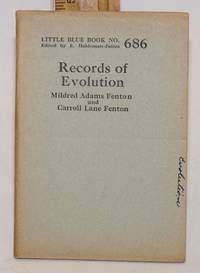 LITTLE BLUE BOOK NO. 686
Edited by E. Haldeman-Julius
Records of
Evolution
Mildred Adams Fenton
and
Carroll Lane Fenton
Evolution